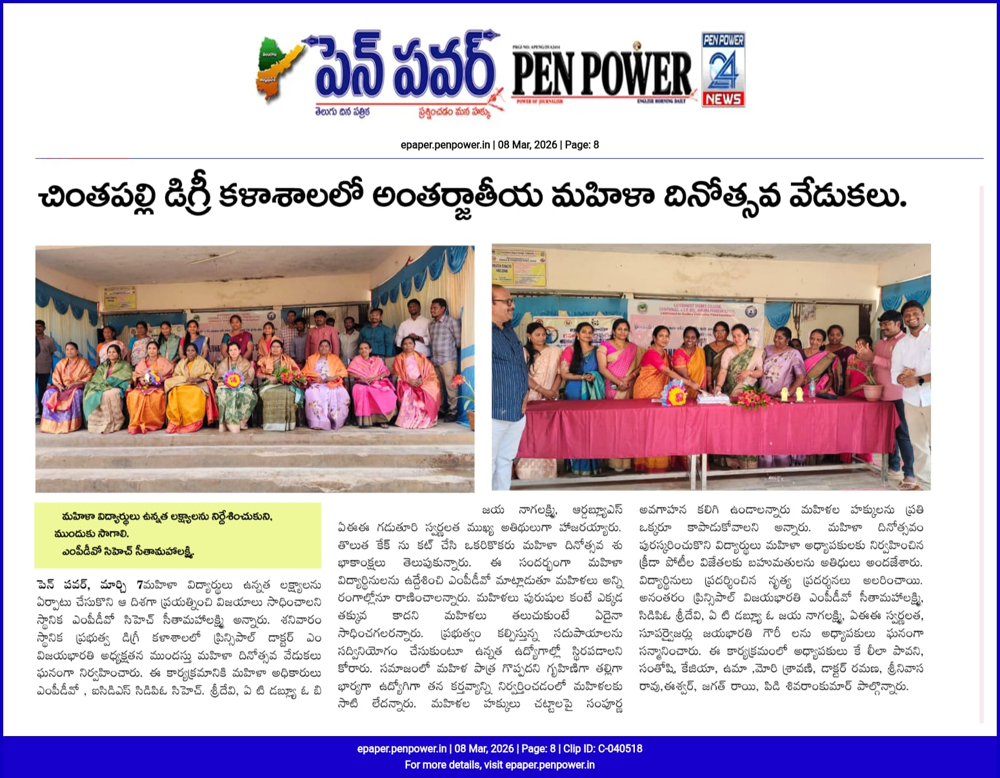 తెలంగాణ
పెన్ పవర్
తెలుగు దిన పత్రిక
ప్రశ్నించడం మన హక్కు
PEN POWER
POWER OF JOURNALISM
ENGLISH MORNING DAILY
PEN POWER
24
NEWS
epaper.penpower.in | 08 Mar, 2026 | Page: 8
చింతపల్లి డిగ్రీ కళాశాలలో అంతర్జాతీయ మహిళా దినోత్సవ వేడుకలు.
GOVERNMENT DEGREE COLLEGE
మహిళా విద్యార్థులు ఉన్నత లక్ష్యాలను నిర్దేశించుకుని,
ముందుకు సాగాలి.
ఎంపీడీవో సిహెచ్ సీతామహాలక్ష్మి.
పెన్ పవర్, మార్చి 7మహిళా విద్యార్థులు ఉన్నత లక్ష్యాలను
ఏర్పాటు చేసుకొని ఆ దిశగా ప్రయత్నించి విజయాలు సాధించాలని
స్థానిక ఎంపీడీవో సిహెచ్ సీతామహాలక్ష్మి అన్నారు. శనివారం
స్థానిక ప్రభుత్వ డిగ్రీ కళాశాలలో ప్రిన్సిపాల్ డాక్టర్ ఎం
విజయభారతి అధ్యక్షతన ముందస్తు మహిళా దినోత్సవ వేడుకలు
ఘనంగా నిర్వహించారు. ఈ కార్యక్రమానికి మహిళా అధికారులు
ఎంపీడీవో , ఐసిడిఎస్ సిడిపిఓ సిహెచ్. శ్రీదేవి, ఏ టి డబ్ల్యూ ఓ బి
జయ నాగలక్ష్మి, ఆర్డబ్ల్యూఎస్
ఏఈఈ గడుతూరి స్వర్ణలత ముఖ్య అతిథులుగా హాజరయ్యారు.
తొలుత కేక్ ను కట్ చేసి ఒకరికొకరు మహిళా దినోత్సవ శు
భాకాంక్షలు తెలుపుకున్నారు. ఈ సందర్భంగా మహిళా
విద్యార్థినులను ఉద్దేశించి ఎంపీడీవో మాట్లాడుతూ మహిళలు అన్ని
రంగాల్లోనూ రాణించాలన్నారు. మహిళలు పురుషుల కంటే ఎక్కడ
తక్కువ కాదని మహిళలు తలుచుకుంటే ఏదైనా
సాధించగలరన్నారు. ప్రభుత్వం కల్పిస్తున్న సదుపాయాలను
సద్వినియోగం చేసుకుంటూ ఉన్నత ఉద్యోగాల్లో స్థిరపడాలని
కోరారు. సమాజంలో మహిళ పాత్ర గొప్పదని గృహిణిగా తల్లిగా
భార్యగా ఉద్యోగిగా తన కర్తవ్యాన్ని నిర్వర్తించడంలో మహిళలకు
సాటి లేదన్నారు. మహిళల హక్కులు చట్టాలపై సంపూర్ణ
అవగాహన కలిగి ఉండాలన్నారు మహిళల హక్కులను ప్రతి
ఒక్కరూ కాపాడుకోవాలని అన్నారు. మహిళా దినోత్సవం
పురస్కరించుకొని విద్యార్థులు మహిళా అధ్యాపకులకు నిర్వహించిన
క్రీడా పోటీల విజేతలకు బహుమతులను అతిధులు అందజేశారు.
విద్యార్థినులు ప్రదర్శించిన నృత్య ప్రదర్శనలు అలరించాయి.
అనంతరం ప్రిన్సిపాల్ విజయభారతి ఎంపీడీవో సీతామహాలక్ష్మి,
సిడిపిఓ శ్రీదేవి, ఏ టి డబ్ల్యూ ఓ జయ నాగలక్ష్మి, ఏఈఈ స్వర్ణలత,
సూపర్వైజర్లు జయభారతి గౌరీ లను అధ్యాపకులు ఘనంగా
సన్మానించారు. ఈ కార్యక్రమంలో అధ్యాపకులు కే లీలా పావని,
సంతోషి, కేజియా, ఉమా ,మోరి శ్రావణి, డాక్టర్ రమణ, శ్రీనివాస
రావు,ఈశ్వర్, జగత్ రాయి, పిడి శివరాంకుమార్ పాల్గొన్నారు.
epaper.penpower.in | 08 Mar, 2026 | Page: 8 | Clip ID: C-040518
For more details, visit epaper.penpower.in